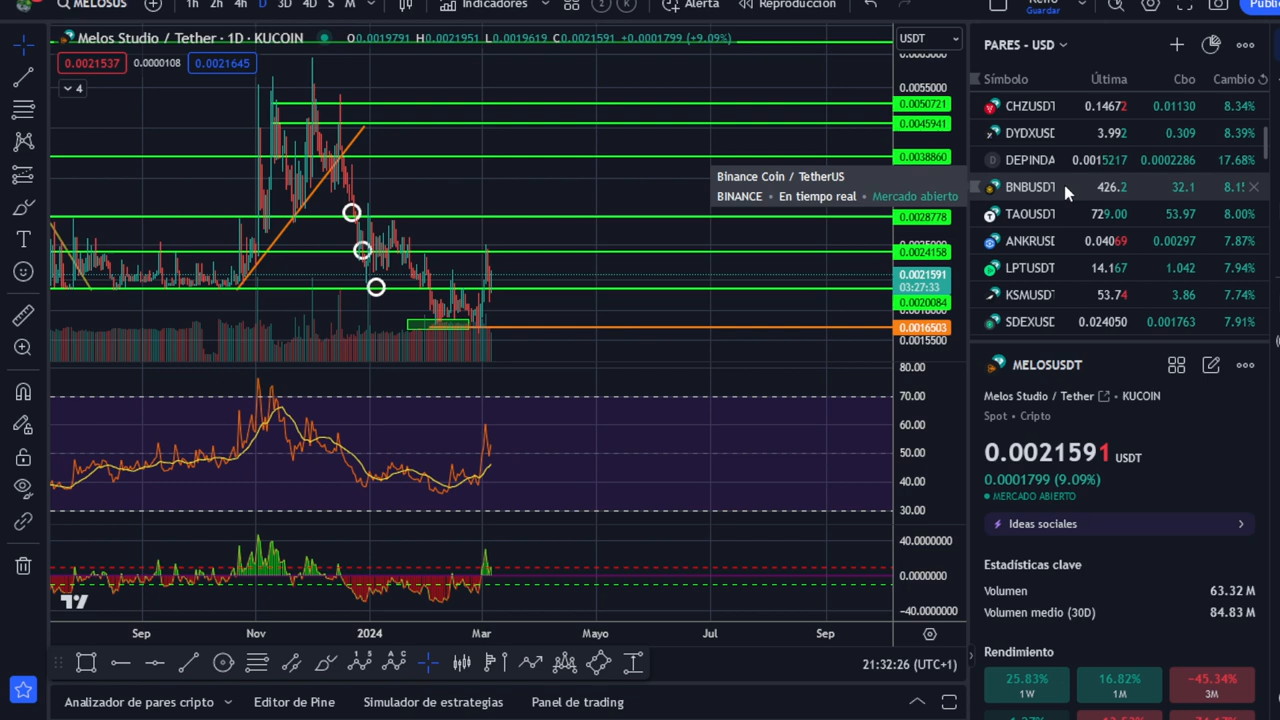 MELOSUS
1h 2h 4h D 3D 4D S M
Indicadores
Alerta
Reproducción
Guardar
Melos Studio / Tether · 1D · KUCOIN
O0.0019791 H0.0021951 L0.0019619 C0.0021591 +0.0001799 (+9.09%)
USDT
0.0021537 0.0000108 0.0021645
4
0.0055000
0.0050721
0.0045941
0.0038860
0.0028778
0.0024158
0.0021591
03:27:33
0.0020084
0.0016503
0.0015500
80.00
70.00
60.00
50.00
40.00
30.00
40.0000000
0.0000000
−40.0000000
Sep Nov 2024 Mar Mayo Jul Sep
21:32:26 (UTC+1)
Analizador de pares cripto
Editor de Pine
Simulador de estrategias
Panel de trading
PARES - USD
Símbolo Última Cbo Cambio
CHZUSDT 0.14672 0.01130 8.34%
DYDXUSD 3.992 0.309 8.39%
DEPINDA 0.0015217 0.0002286 17.68%
BNBUSDT 426.2 32.1
TAOUSDT 729.00 53.97 8.00%
ANKRUSD 0.04069 0.00297 7.87%
LPTUSDT 14.167 1.042 7.94%
KSMUSDT 53.74 3.86 7.74%
SDEXUSD 0.024050 0.001763 7.91%
Binance Coin / TetherUS
BINANCE • En tiempo real • Mercado abierto
MELOSUSDT
Melos Studio / Tether • KUCOIN
Spot • Cripto
0.0021591 USDT
0.0001799 (9.09%)
MERCADO ABIERTO
Ideas sociales
Estadísticas clave
Volumen 63.32 M
Volumen medio (30D) 84.83 M
Rendimiento
25.83% 16.82% −45.34%
1W 1M 3M